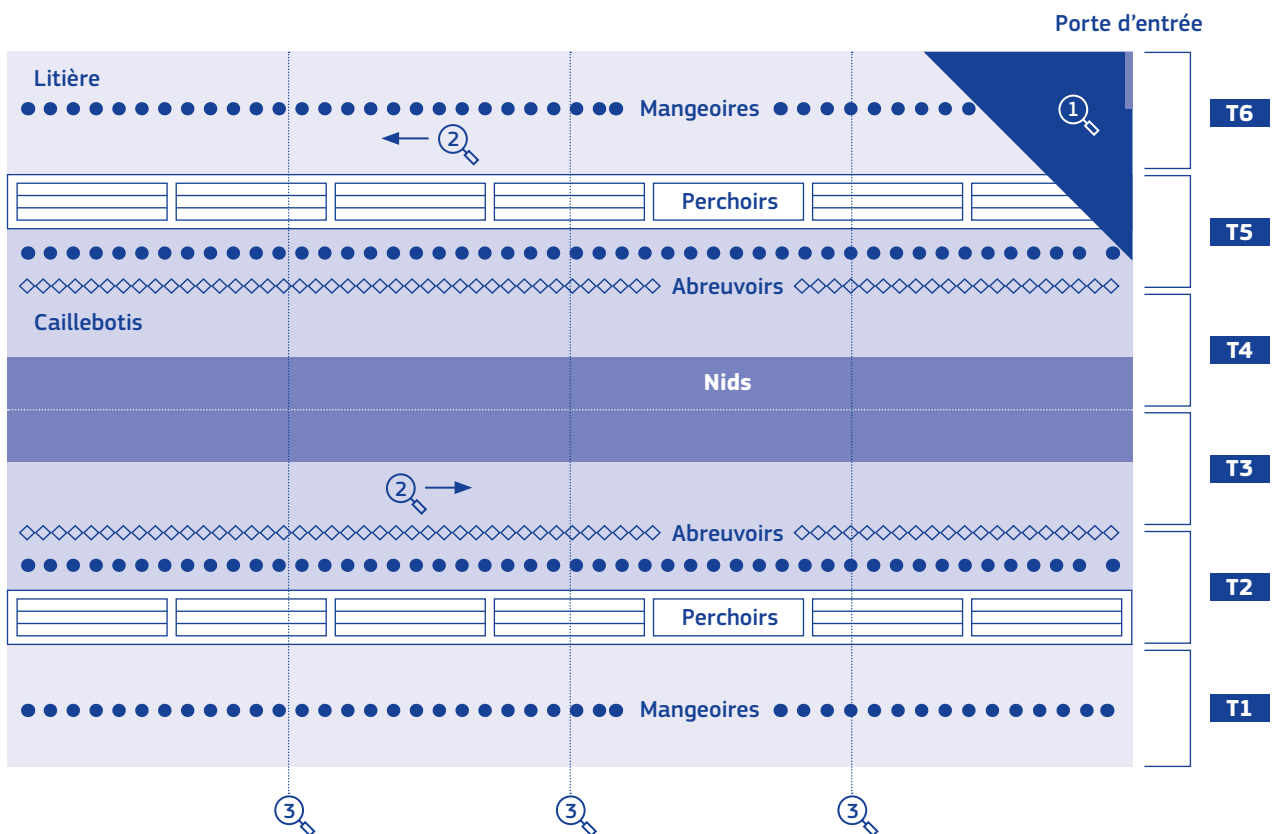 Porte d'entrée
Litière
Mangeoires
1
T6
2
Perchoirs
T5
Abreuvoirs
Caillebotis
T4
Nids
T3
2
Abreuvoirs
T2
Perchoirs
Mangeoires
T1
3
3
3